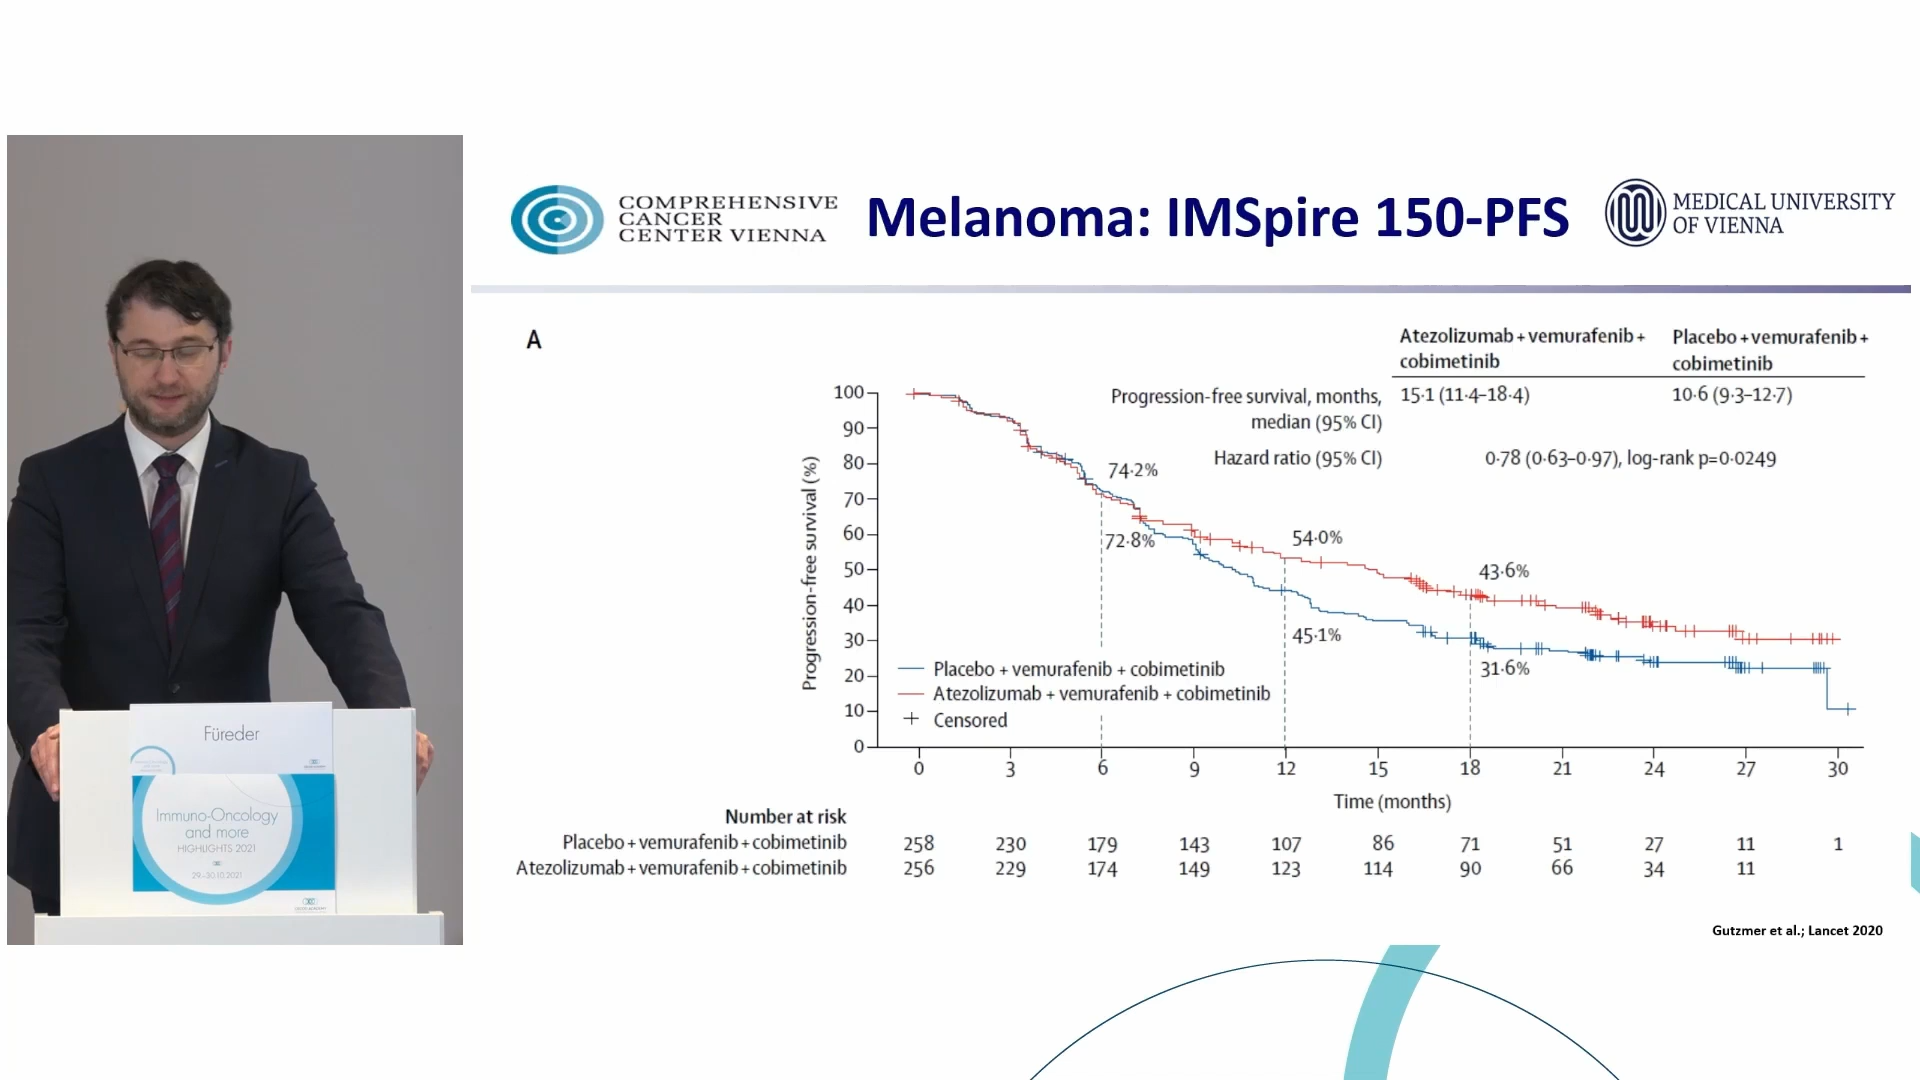 COMPREHENSIVE
CANCER
CENTER VIENNA
Melanoma: IMSpire 150-PFS
MEDICAL UNIVERSITY
OF VIENNA
A
Atezolizumab + vemurafenib +
cobimetinib
Placebo + vemurafenib +
cobimetinib
Progression-free survival, months,
median (95% CI)
15·1 (11·4–18·4)
10·6 (9·3–12·7)
Hazard ratio (95% CI)
0·78 (0·63–0·97), log-rank p=0·0249
Progression-free survival (%)
100
90
80
70
60
50
40
30
20
10
0
74·2%
72·8%
54·0%
45·1%
43·6%
31·6%
Placebo + vemurafenib + cobimetinib
Atezolizumab + vemurafenib + cobimetinib
Censored
0 3 6 9 12 15 18 21 24 27 30
Time (months)
Number at risk
Placebo + vemurafenib + cobimetinib 258 230 179 143 107 86 71 51 27 11 1
Atezolizumab + vemurafenib + cobimetinib 256 229 174 149 123 114 90 66 34 11
Gutzmer et al.; Lancet 2020
Füreder
Immuno-Oncology
and more
HIGHLIGHTS 2021
29.–30.10.2021